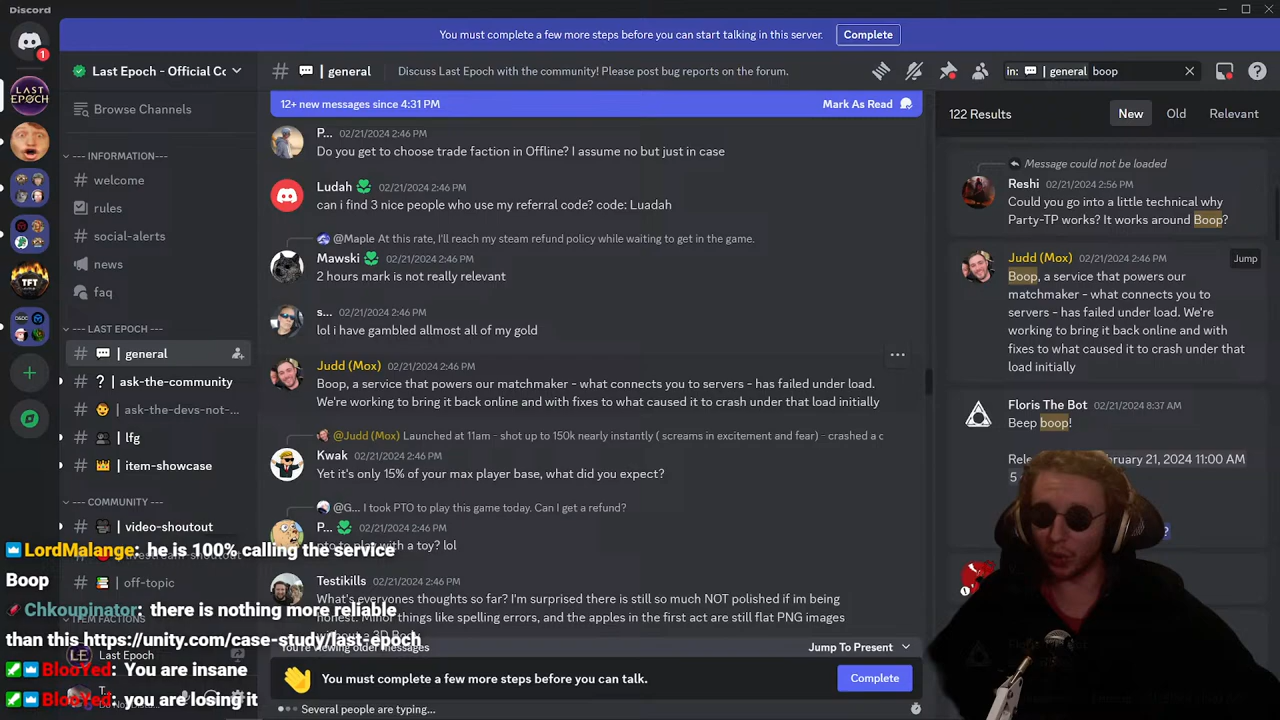 Discord
You must complete a few more steps before you can start talking in this server.
Complete
1
Last Epoch - Official Cc
| general
Discuss Last Epoch with the community! Please post bug reports on the forum.
in: | general boop
LAST EPOCH
Browse Channels
--- INFORMATION---
welcome
rules
social-alerts
news
faq
--- LAST EPOCH ---
| general
? | ask-the-community
| ask-the-devs-not-...
| lfg
| item-showcase
--- COMMUNITY ---
| video-shoutout
| off-topic
ITEM FACTIONS
Last Epoch
TFT
12+ new messages since 4:31 PM
Mark As Read
P... 02/21/2024 2:46 PM
Do you get to choose trade faction in Offline? I assume no but just in case
Ludah 02/21/2024 2:46 PM
can i find 3 nice people who use my referral code? code: Luadah
@Maple At this rate, I'll reach my steam refund policy while waiting to get in the game.
Mawski 02/21/2024 2:46 PM
2 hours mark is not really relevant
s... 02/21/2024 2:46 PM
lol i have gambled allmost all of my gold
Judd (Mox) 02/21/2024 2:46 PM
Boop, a service that powers our matchmaker - what connects you to servers - has failed under load.
We're working to bring it back online and with fixes to what caused it to crash under that load initially
@Judd (Mox) Launched at 11am - shot up to 150k nearly instantly ( screams in excitement and fear) - crashed a c
Kwak 02/21/2024 2:46 PM
Yet it's only 15% of your max player base, what did you expect?
@G... I took PTO to play this game today. Can I get a refund?
P... 02/21/2024 2:46 PM
pto to play with a toy? lol
Testikills 02/21/2024 2:46 PM
What's everyones thoughts so far? I'm surprised there is still so much NOT polished if im being
honest. Minor things like spelling errors, and the apples in the first act are still flat PNG images
You're viewing older messages
Jump To Present
You must complete a few more steps before you can talk.
Complete
Several people are typing...
122 Results
New
Old
Relevant
Message could not be loaded
Reshi 02/21/2024 2:56 PM
Could you go into a little technical why
Party-TP works? It works around Boop?
Judd (Mox) 02/21/2024 2:46 PM
Jump
Boop, a service that powers our
matchmaker - what connects you to
servers - has failed under load. We're
working to bring it back online and with
fixes to what caused it to crash under that
load initially
Floris The Bot 02/21/2024 8:37 AM
Beep boop!
LordMalange: he is 100% calling the service
Boop
Chkoupinator: there is nothing more reliable
than this https://unity.com/case-study/last-epoch
BlooYed: You are insane
BlooYed: you are losing it